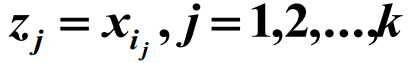 z_j = x_{i_j}, j = 1,2,...,k